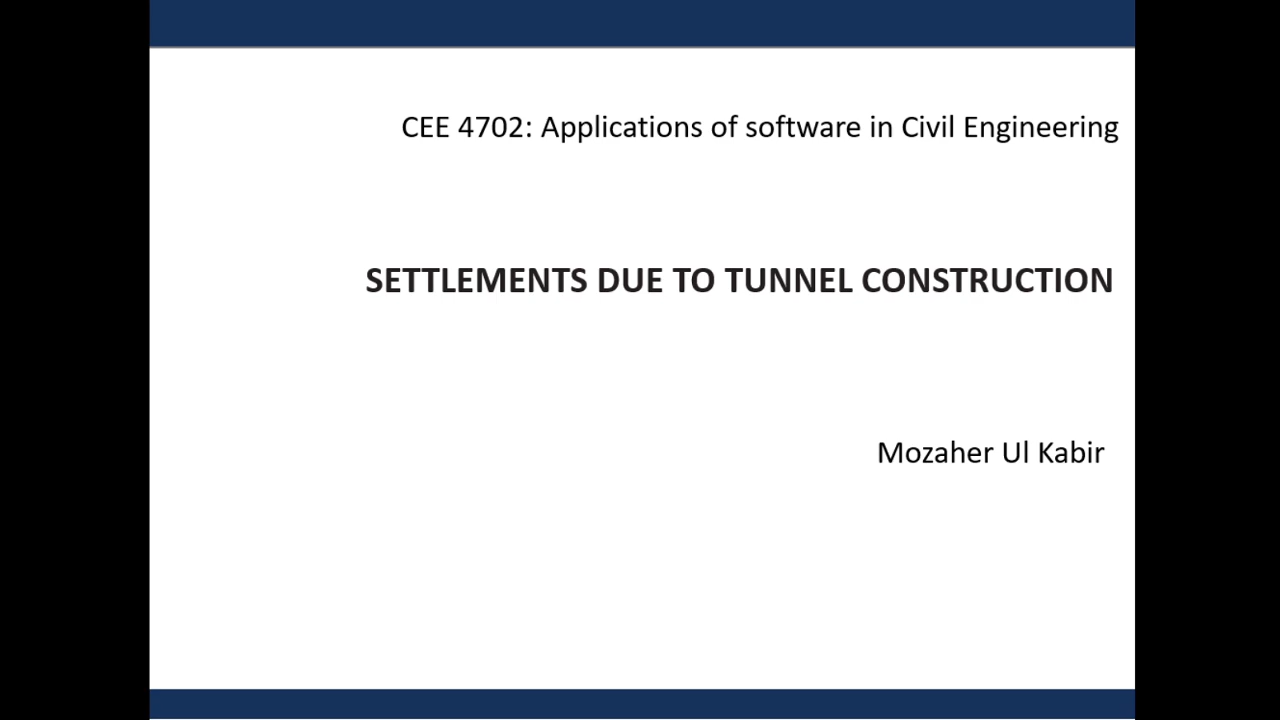 CEE 4702: Applications of software in Civil Engineering
SETTLEMENTS DUE TO TUNNEL CONSTRUCTION
Mozaher Ul Kabir